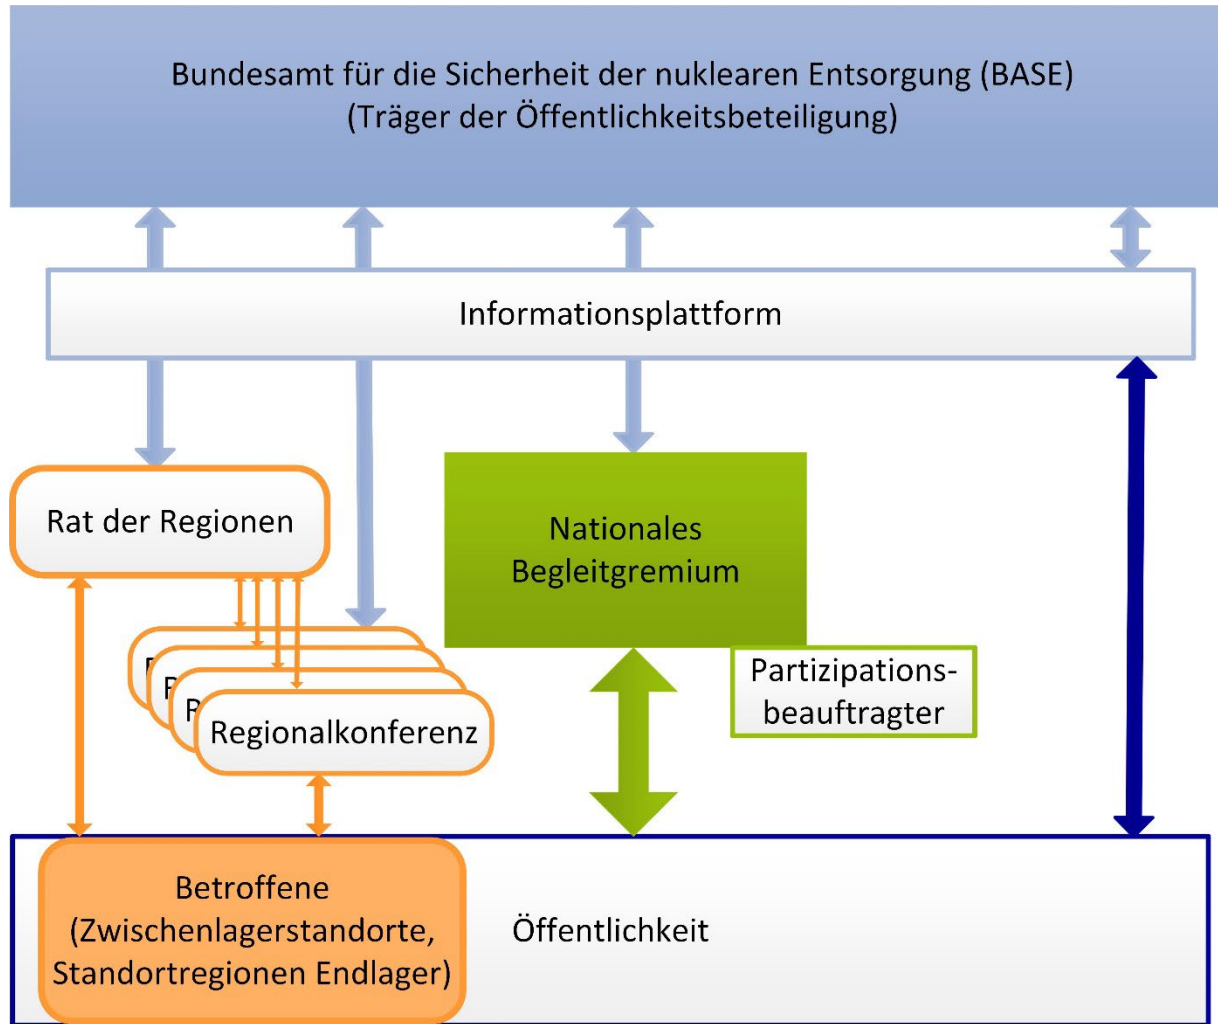 Bundesamt für die Sicherheit der nuklearen Entsorgung (BASE)
(Träger der Öffentlichkeitsbeteiligung)
Informationsplattform
Rat der Regionen
Nationales
Begleitgremium
Partizipations-
beauftragter
Regionalkonferenz
Betroffene
(Zwischenlagerstandorte,
Standortregionen Endlager)
Öffentlichkeit